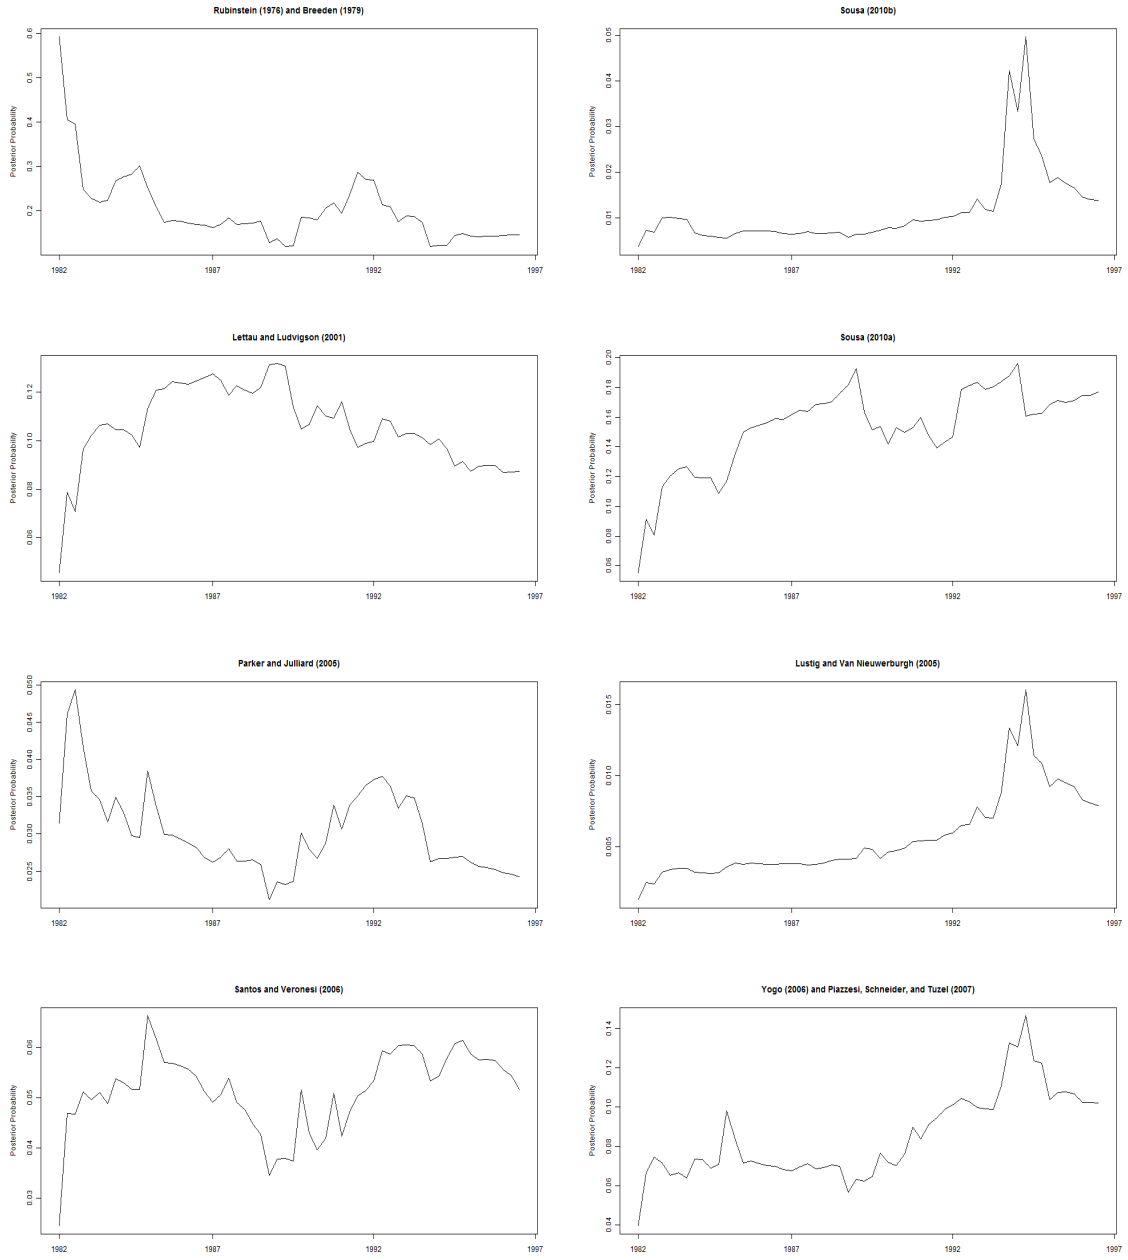 Rubinstein (1976) and Breeden (1979)
Posterior Probability
0.6
0.5
0.4
0.3
0.2
1982 1987 1992 1997
Sousa (2010b)
Posterior Probability
0.05
0.04
0.03
0.02
0.01
1982 1987 1992 1997
Lettau and Ludvigson (2001)
Posterior Probability
0.12
0.10
0.08
0.06
1982 1987 1992 1997
Sousa (2010a)
Posterior Probability
0.20
0.18
0.16
0.14
0.12
0.10
0.08
0.06
1982 1987 1992 1997
Parker and Julliard (2005)
Posterior Probability
0.050
0.045
0.040
0.035
0.030
0.025
1982 1987 1992 1997
Lustig and Van Nieuwerburgh (2005)
Posterior Probability
0.015
0.010
0.005
1982 1987 1992 1997
Santos and Veronesi (2006)
Posterior Probability
0.06
0.05
0.04
0.03
1982 1987 1992 1997
Yogo (2006) and Piazzesi, Schneider, and Tuzel (2007)
Posterior Probability
0.14
0.12
0.10
0.08
0.06
0.04
1982 1987 1992 1997